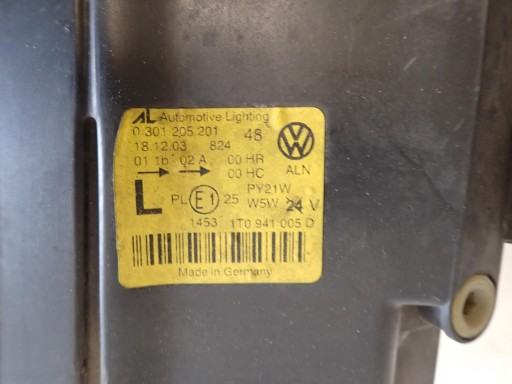 AL Automotive Lighting
0 301 205 201 48
18.12.03 824
01 1b 02 A 00 HR
00 HC ALN
L PL E1 25 PY21W
W5W 24 V
1453 1T0 941 005 D
Made in Germany